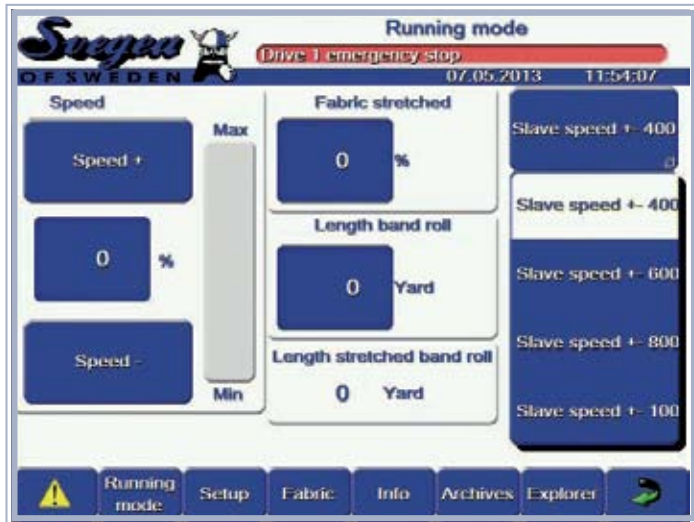 Svegea
OF SWEDEN
Running mode
Drive 1 emergency stop
07.05.2013 11:54:07
Speed
Speed +
0 %
Speed -
Max
Min
Fabric stretched
0 %
Length band roll
0 Yard
Length stretched band roll
0 Yard
Slave speed +- 400
Slave speed +- 400
Slave speed +- 600
Slave speed +- 800
Slave speed +- 100
Running
mode
Setup
Fabric
Info
Archives
Explorer